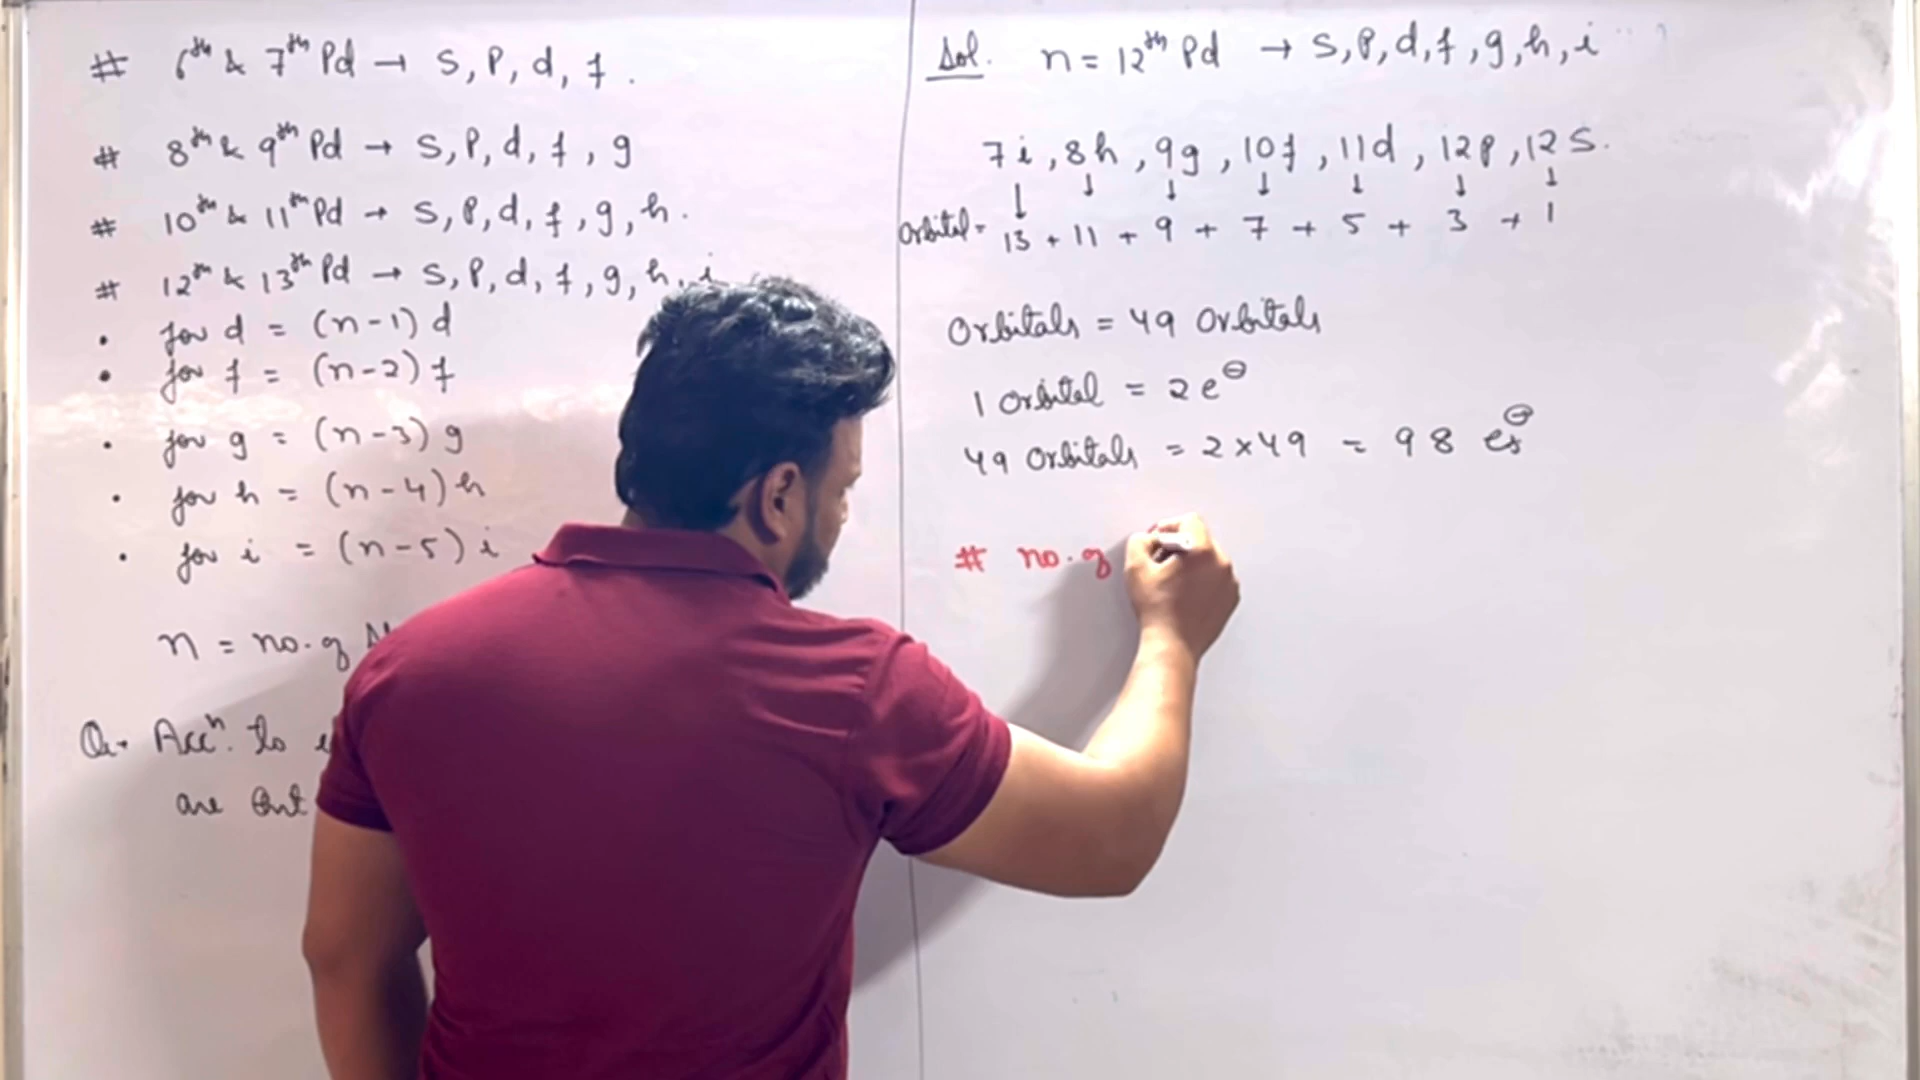 # 6th & 7th Pd → S, P, d, f.
# 8th & 9th Pd → S, P, d, f, g
# 10th & 11th Pd → S, P, d, f, g, h.
# 12th & 13th Pd → S, P, d, f, g, h, i
• for d = (n-1) d
• for f = (n-2) f
• for g = (n-3) g
• for h = (n-4) h
• for i = (n-5) i
n = no. of
Q. Accn. to
are
Sol. n = 12th Pd → S, P, d, f, g, h, i
7i, 8h, 9g, 10f, 11d, 12p, 12s.
↓ ↓ ↓ ↓ ↓ ↓ ↓
Orbital = 13 + 11 + 9 + 7 + 5 + 3 + 1
Orbitals = 49 Orbitals
1 Orbital = 2e⊖
49 Orbitals = 2×49 = 98 es⊖
# no. of